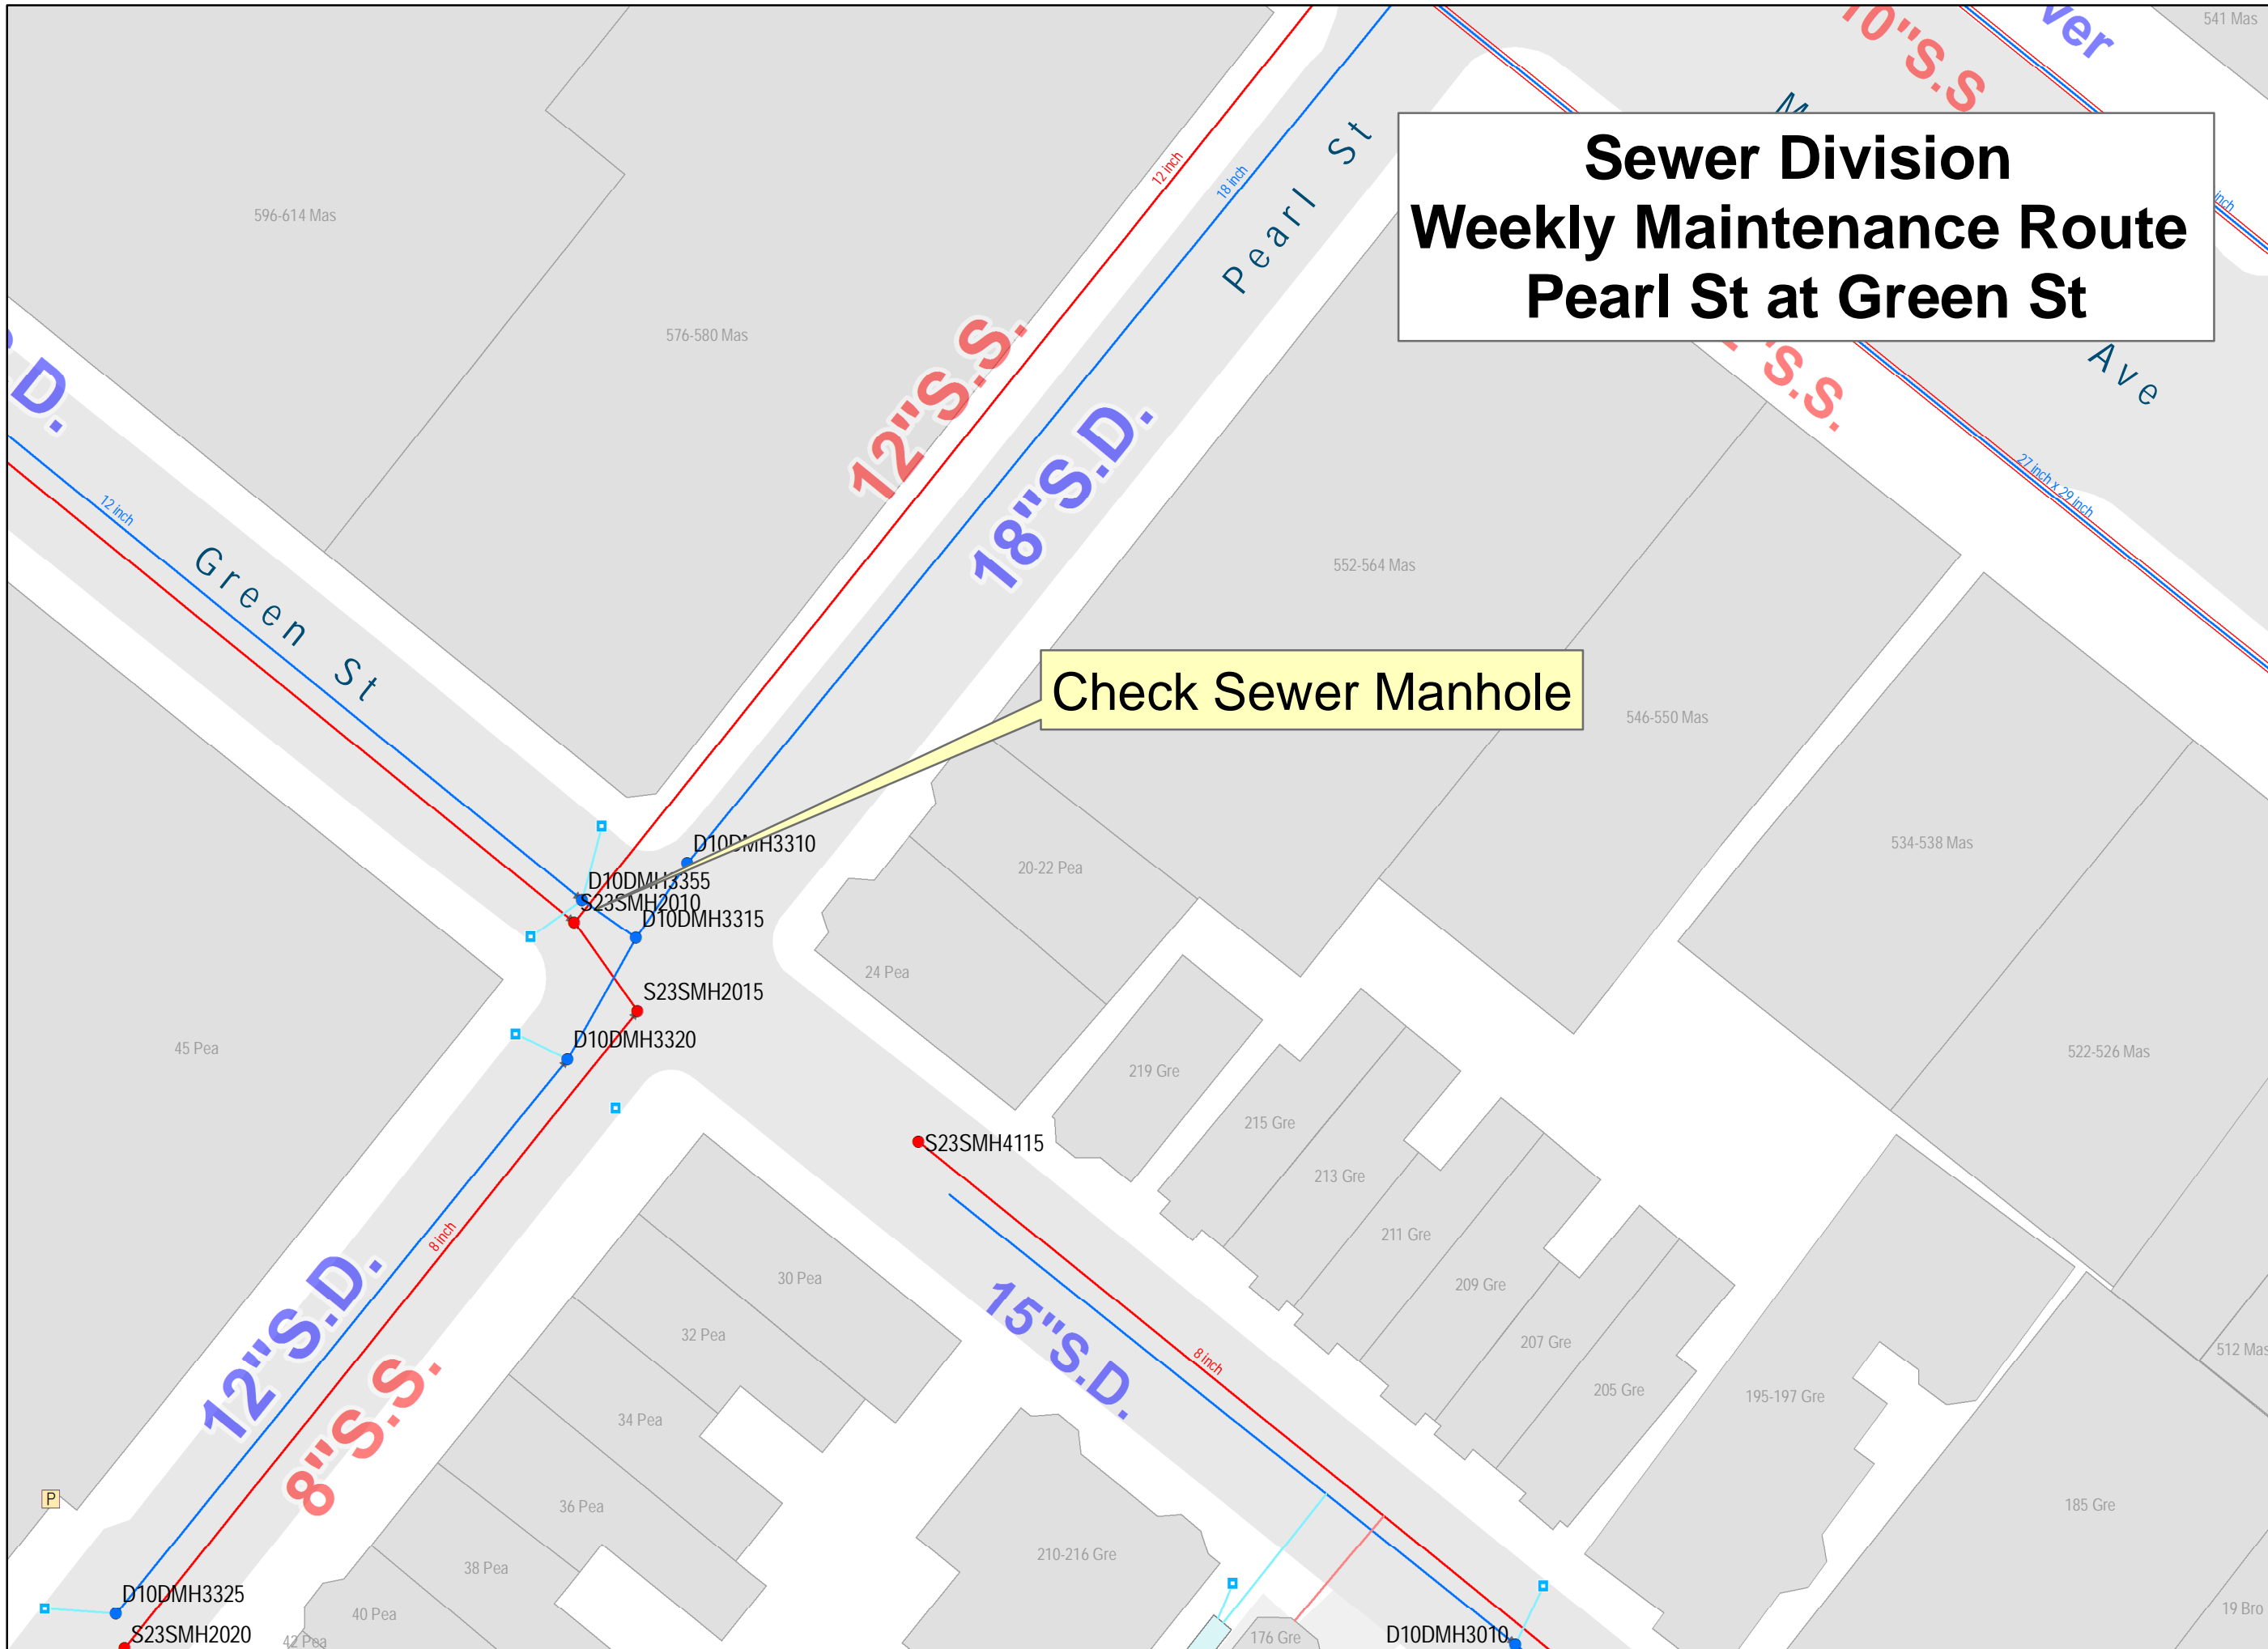 541 Mas
10"S.S
ver
M
Sewer Division
Weekly Maintenance Route
Pearl St at Green St
inch
12 inch
18 inch
Pearl St
596-614 Mas
576-580 Mas
12"S.S.
18"S.D.
"S.S.
Ave
D.
27 inch x 29 inch
12 inch
Green St
552-564 Mas
Check Sewer Manhole
546-550 Mas
534-538 Mas
D10DMH3310
20-22 Pea
D10DMH3355
S23SMH2010
D10DMH3315
24 Pea
S23SMH2015
D10DMH3320
45 Pea
522-526 Mas
219 Gre
215 Gre
S23SMH4115
213 Gre
211 Gre
8 inch
30 Pea
209 Gre
32 Pea
207 Gre
512 Mas
15"S.D.
8 inch
12"S.D.
205 Gre
195-197 Gre
34 Pea
8"S.S.
P
36 Pea
185 Gre
210-216 Gre
38 Pea
D10DMH3325
40 Pea
19 Bro
S23SMH2020
42 Pea
176 Gre
D10DMH3010